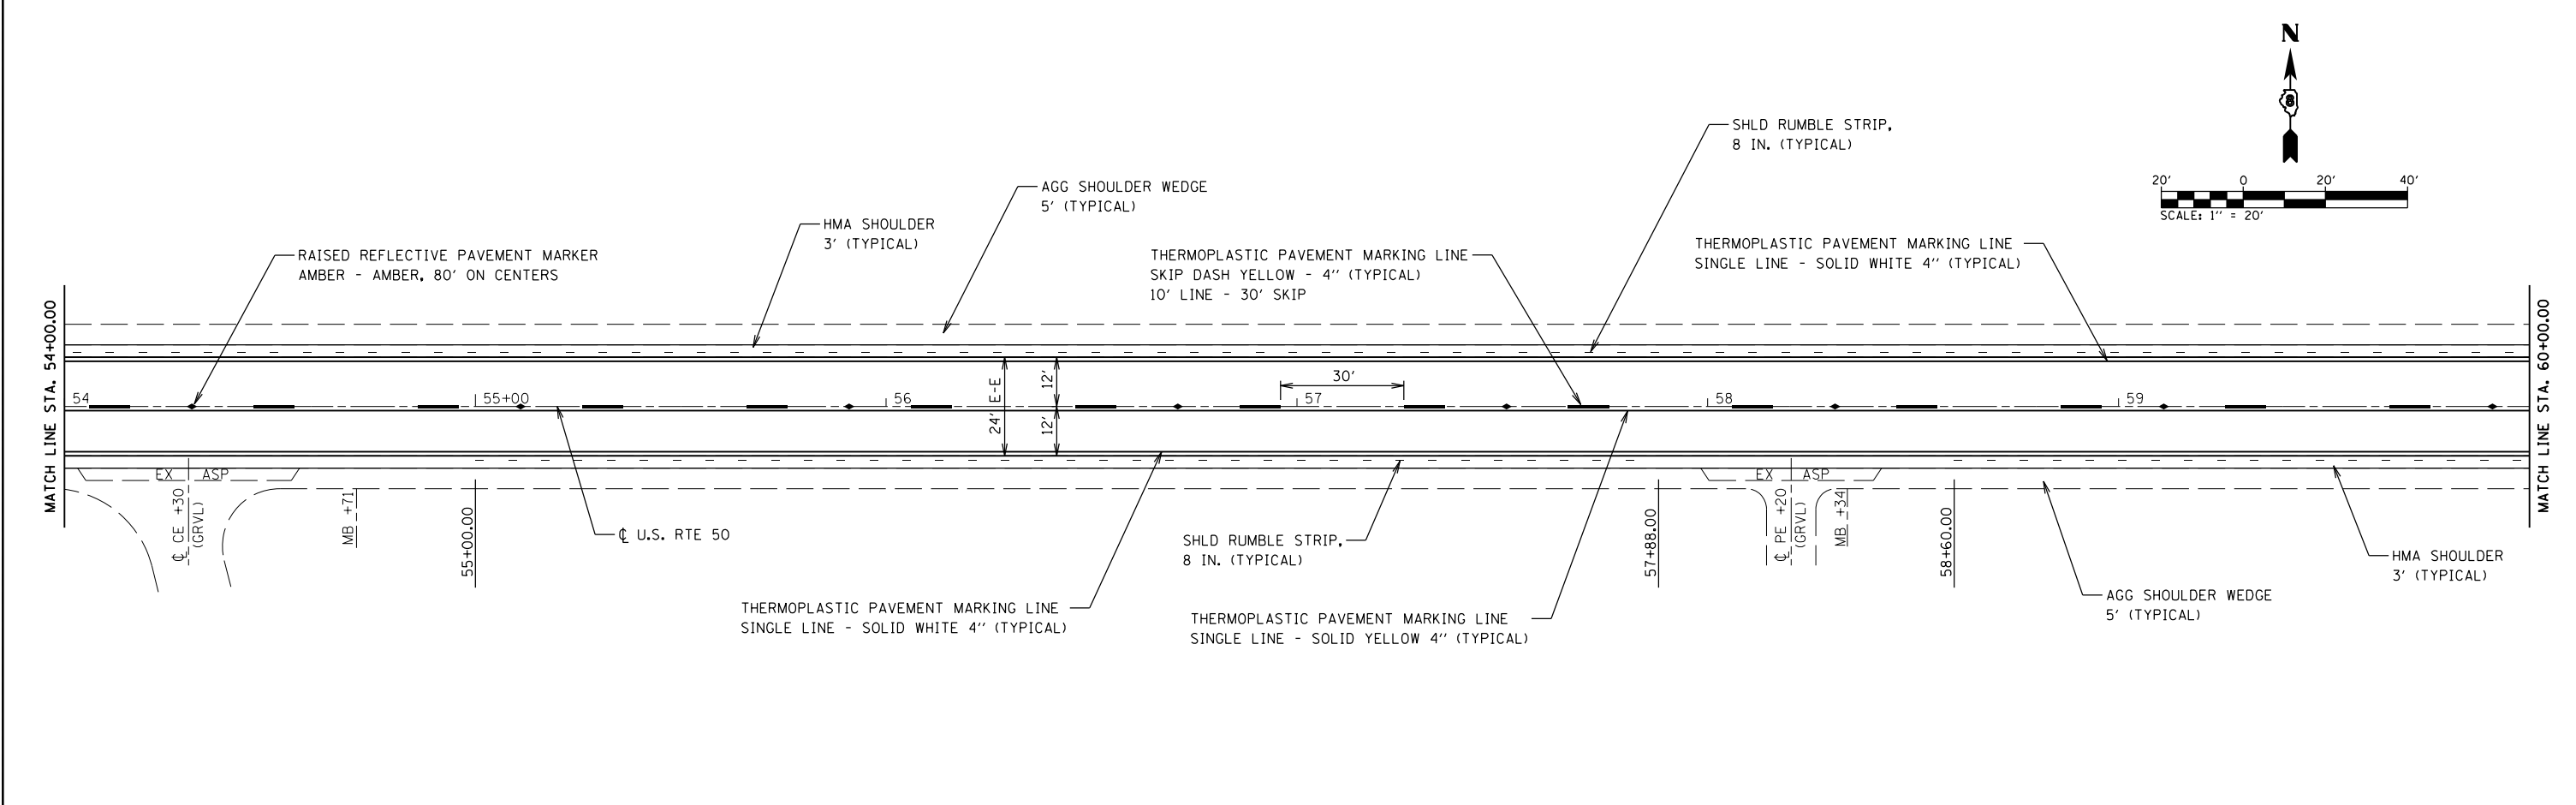 N
20' 0 20' 40'
SCALE: 1'' = 20'
SHLD RUMBLE STRIP,
8 IN. (TYPICAL)
AGG SHOULDER WEDGE
5' (TYPICAL)
HMA SHOULDER
3' (TYPICAL)
RAISED REFLECTIVE PAVEMENT MARKER
AMBER - AMBER, 80' ON CENTERS
THERMOPLASTIC PAVEMENT MARKING LINE
SKIP DASH YELLOW - 4'' (TYPICAL)
10' LINE - 30' SKIP
THERMOPLASTIC PAVEMENT MARKING LINE
SINGLE LINE - SOLID WHITE 4'' (TYPICAL)
MATCH LINE STA. 54+00.00
MATCH LINE STA. 60+00.00
54
55+00
56
57
58
59
24' E-E
12'
12'
30'
EX ASP
℄ CE +30
(GRVL)
MB +71
55+00.00
℄ U.S. RTE 50
SHLD RUMBLE STRIP,
8 IN. (TYPICAL)
57+88.00
EX ASP
℄ PE +20
(GRVL)
MB +34
58+60.00
HMA SHOULDER
3' (TYPICAL)
AGG SHOULDER WEDGE
5' (TYPICAL)
THERMOPLASTIC PAVEMENT MARKING LINE
SINGLE LINE - SOLID WHITE 4'' (TYPICAL)
THERMOPLASTIC PAVEMENT MARKING LINE
SINGLE LINE - SOLID YELLOW 4'' (TYPICAL)